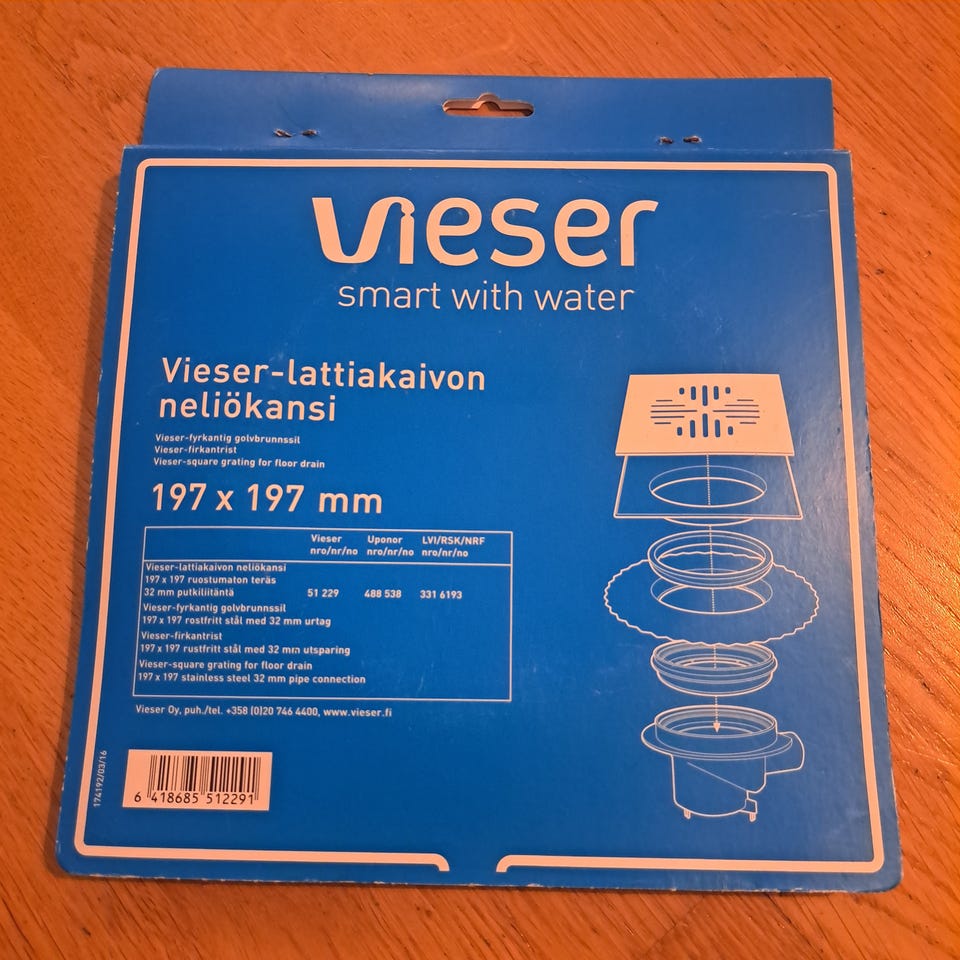 vieser
smart with water
Vieser-lattiakaivon
neliökansi
Vieser-fyrkantig golvbrunnssil
Vieser-firkantrist
Vieser-square grating for floor drain
197 x 197 mm
Vieser Uponor LVI/RSK/NRF
nro/nr/no nro/nr/no nro/nr/no
Vieser-lattiakaivon neliökansi
197 x 197 ruostumaton teräs
32 mm putkiliitäntä 51 229 488 538 331 6193
Vieser-fyrkantig golvbrunnssil
197 x 197 rostfritt stål med 32 mm urtag
Vieser-firkantrist
197 x 197 rustfritt stål med 32 mm utsparing
Vieser-square grating for floor drain
197 x 197 stainless steel 32 mm pipe connection
Vieser Oy, puh./tel. +358 (0)20 746 4400, www.vieser.fi
174192/03/16
6 418685 512291